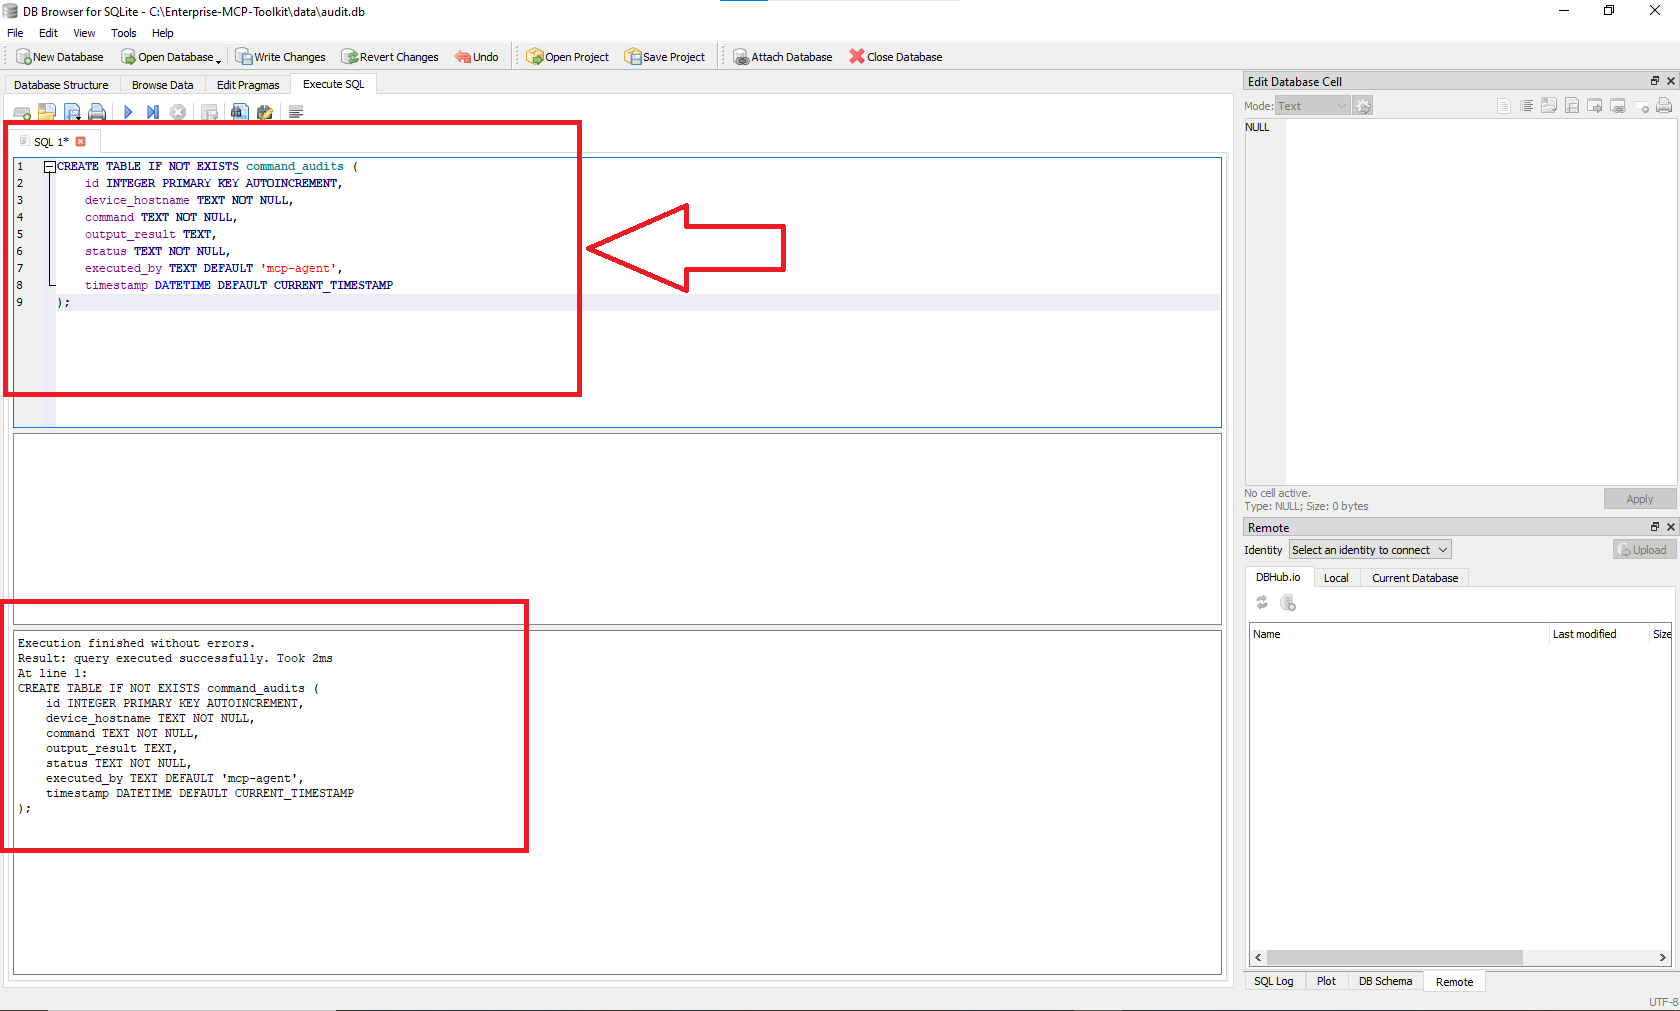 DB Browser for SQLite - C:\Enterprise-MCP-Toolkit\data\audit.db
File Edit View Tools Help
New Database Open Database Write Changes Revert Changes Undo Open Project Save Project Attach Database Close Database
Database Structure Browse Data Edit Pragmas Execute SQL
SQL 1*
1 CREATE TABLE IF NOT EXISTS command_audits (
2 id INTEGER PRIMARY KEY AUTOINCREMENT,
3 device_hostname TEXT NOT NULL,
4 command TEXT NOT NULL,
5 output_result TEXT,
6 status TEXT NOT NULL,
7 executed_by TEXT DEFAULT 'mcp-agent',
8 timestamp DATETIME DEFAULT CURRENT_TIMESTAMP
9 );
Execution finished without errors.
Result: query executed successfully. Took 2ms
At line 1:
CREATE TABLE IF NOT EXISTS command_audits (
id INTEGER PRIMARY KEY AUTOINCREMENT,
device_hostname TEXT NOT NULL,
command TEXT NOT NULL,
output_result TEXT,
status TEXT NOT NULL,
executed_by TEXT DEFAULT 'mcp-agent',
timestamp DATETIME DEFAULT CURRENT_TIMESTAMP
);
Edit Database Cell
Mode: Text
NULL
No cell active.
Type: NULL; Size: 0 bytes
Apply
Remote
Identity Select an identity to connect Upload
DBHub.io Local Current Database
Name Last modified Size
SQL Log Plot DB Schema Remote
UTF-8